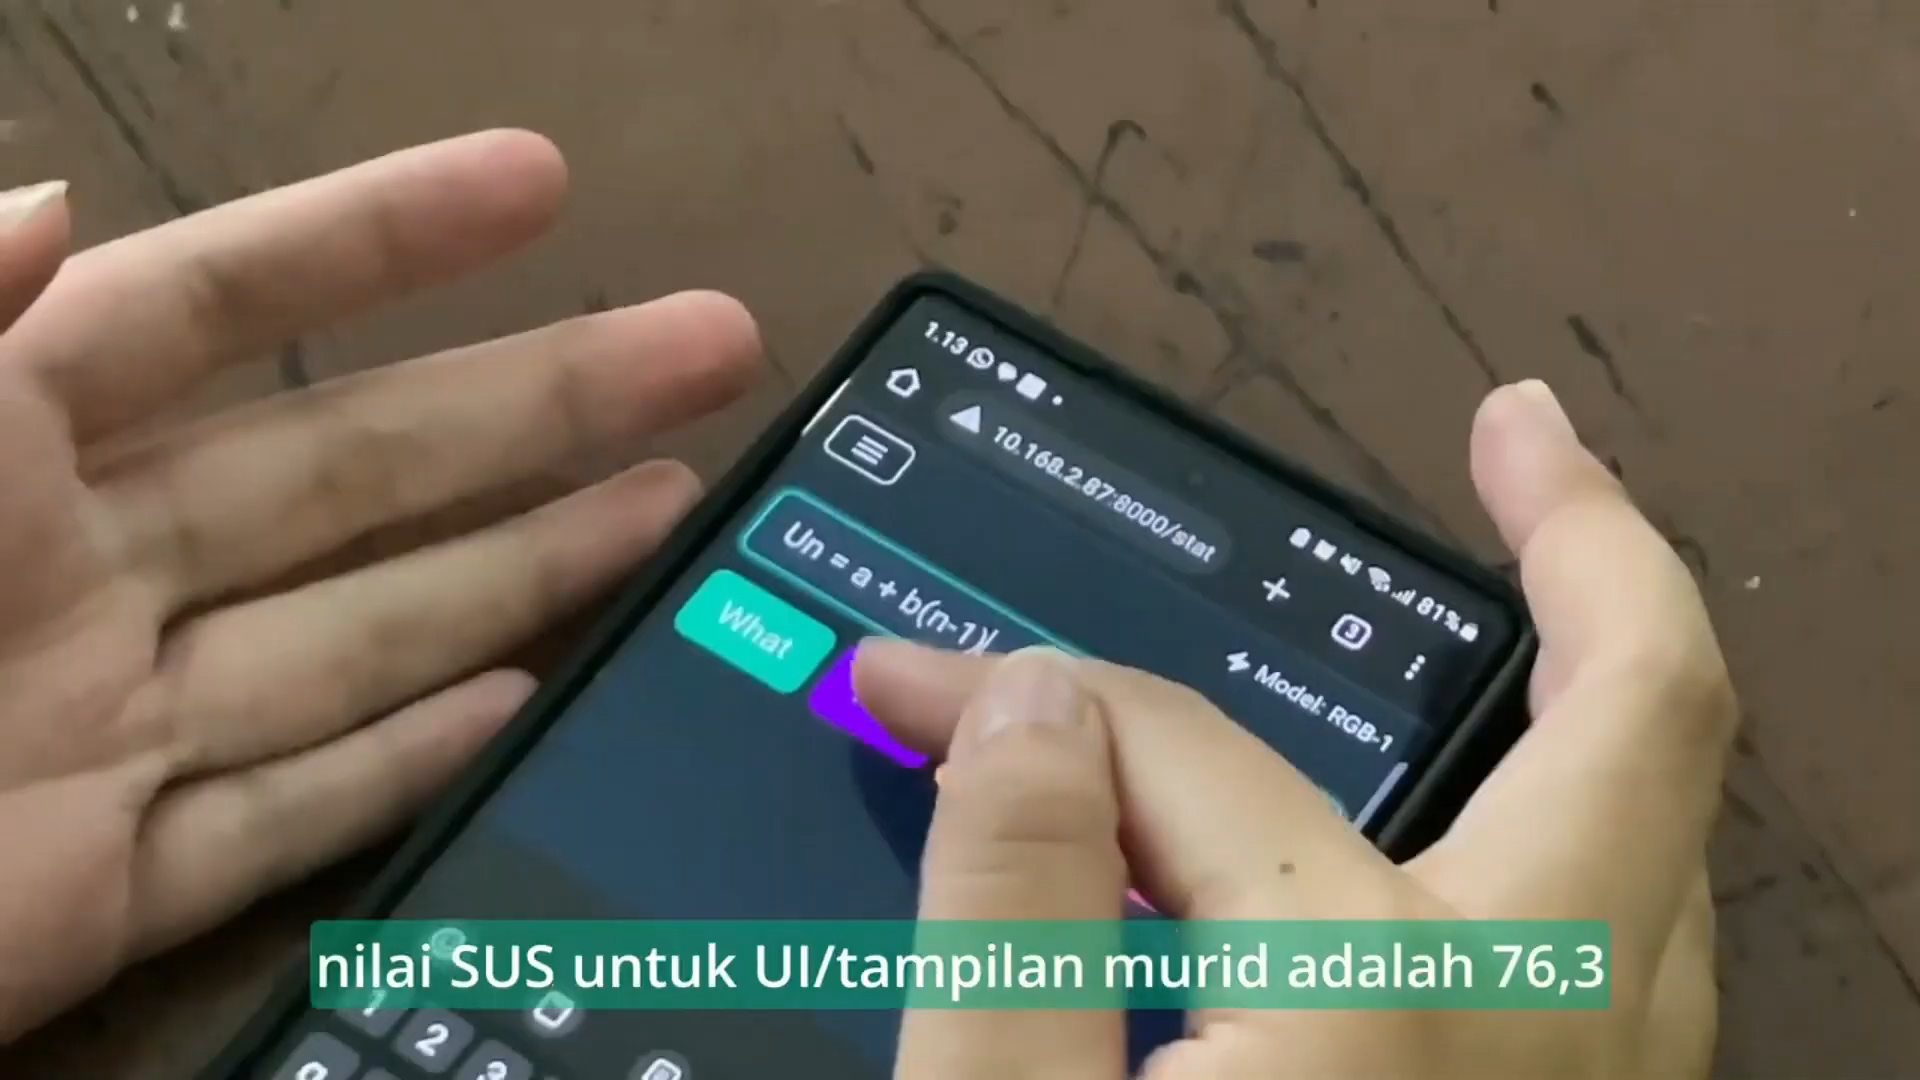 1.13
10.168.2.87:8000/stat
81%
3
Un = a + b(n-1)
Model: RGB-1
What
nilai SUS untuk UI/tampilan murid adalah 76,3
1 2 3